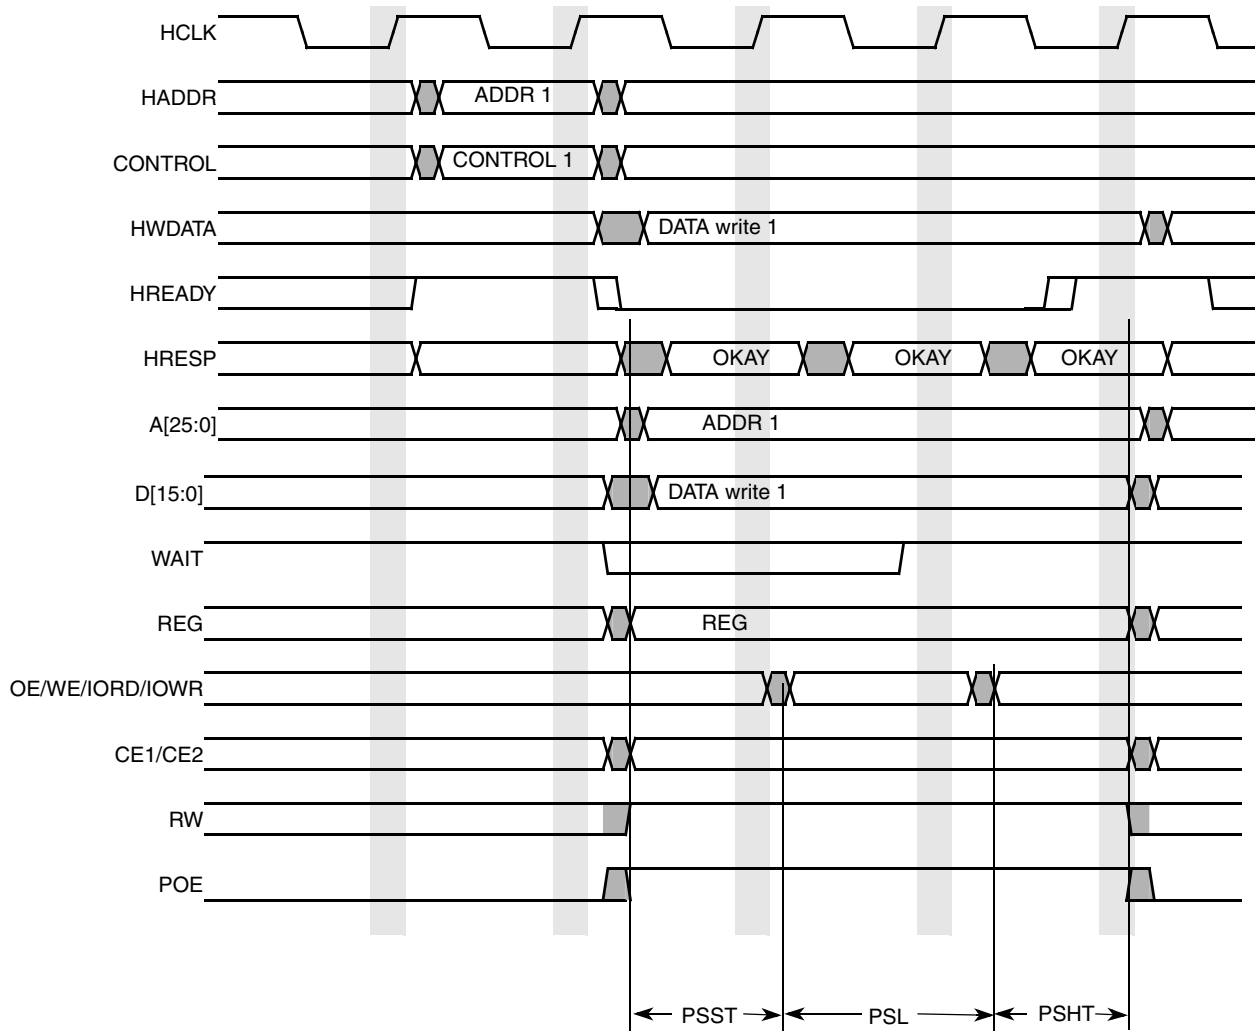 HCLK
HADDR ADDR 1
CONTROL CONTROL 1
HWDATA DATA write 1
HREADY
HRESP OKAY OKAY OKAY
A[25:0] ADDR 1
D[15:0] DATA write 1
WAIT
REG REG
OE/WE/IORD/IOWR
CE1/CE2
RW
POE
PSST PSL PSHT